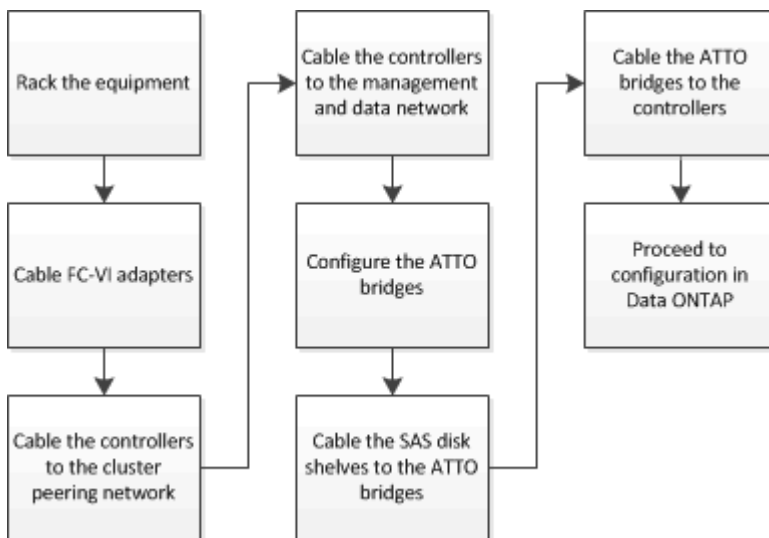 Rack the equipment
Cable FC-VI adapters
Cable the controllers
to the cluster
peering network
Cable the controllers
to the management
and data network
Configure the ATTO
bridges
Cable the SAS disk
shelves to the ATTO
bridges
Cable the ATTO
bridges to the
controllers
Proceed to
configuration in
Data ONTAP